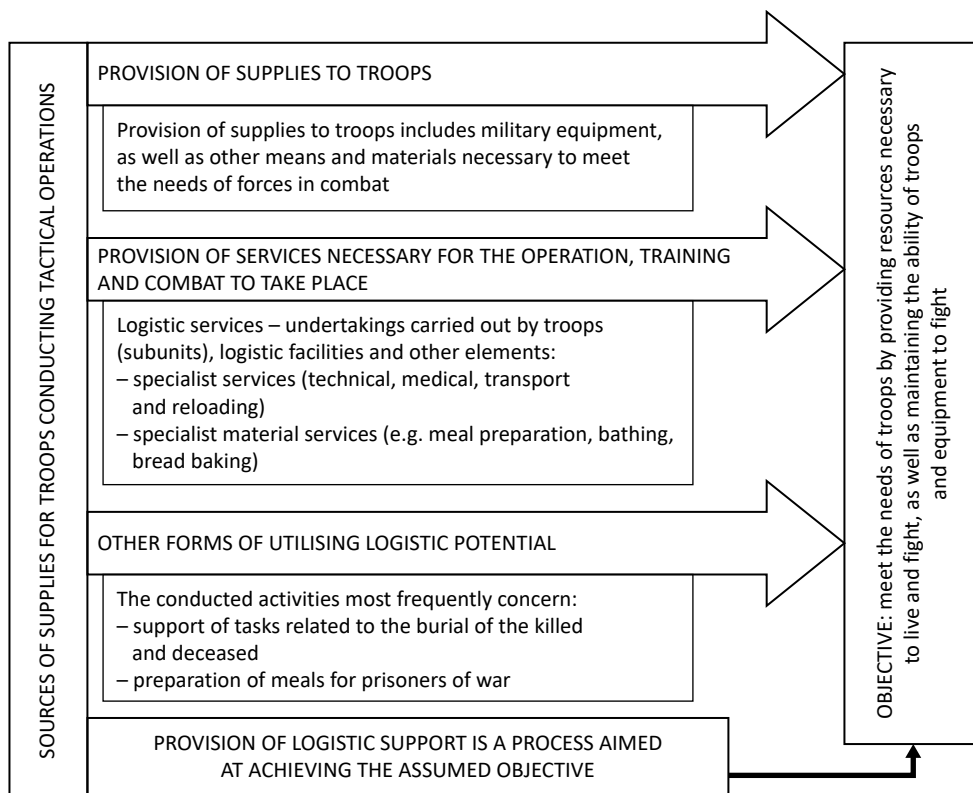 SOURCES OF SUPPLIES FOR TROOPS CONDUCTING TACTICAL OPERATIONS
PROVISION OF SUPPLIES TO TROOPS
Provision of supplies to troops includes military equipment,
as well as other means and materials necessary to meet
the needs of forces in combat
PROVISION OF SERVICES NECESSARY FOR THE OPERATION, TRAINING
AND COMBAT TO TAKE PLACE
Logistic services – undertakings carried out by troops
(subunits), logistic facilities and other elements:
– specialist services (technical, medical, transport
and reloading)
– specialist material services (e.g. meal preparation, bathing,
bread baking)
OTHER FORMS OF UTILISING LOGISTIC POTENTIAL
The conducted activities most frequently concern:
– support of tasks related to the burial of the killed
and deceased
– preparation of meals for prisoners of war
PROVISION OF LOGISTIC SUPPORT IS A PROCESS AIMED
AT ACHIEVING THE ASSUMED OBJECTIVE
OBJECTIVE: meet the needs of troops by providing resources necessary
to live and fight, as well as maintaining the ability of troops
and equipment to fight